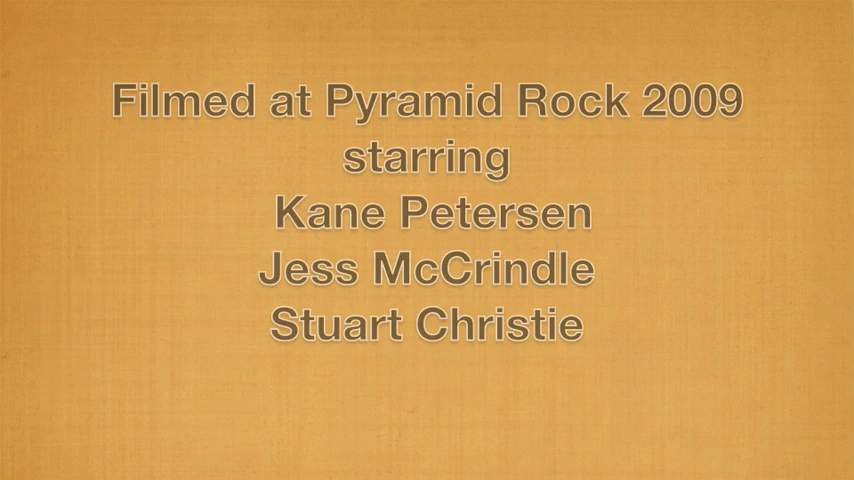 Filmed at Pyramid Rock 2009
starring
Kane Petersen
Jess McCrindle
Stuart Christie